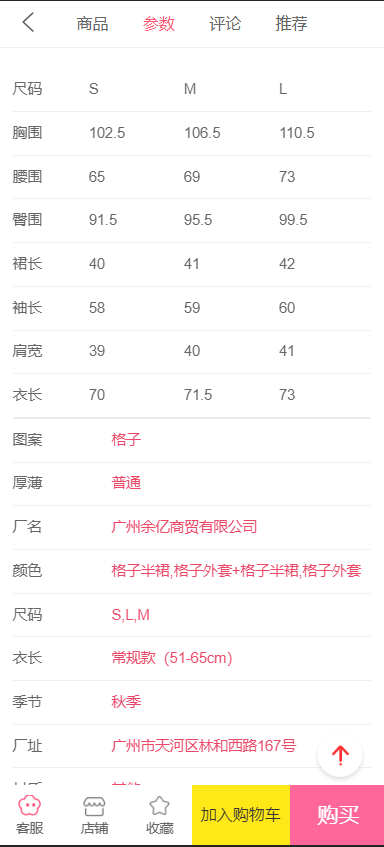 商品 参数 评论 推荐
尺码 S M L
胸围 102.5 106.5 110.5
腰围 65 69 73
臀围 91.5 95.5 99.5
裙长 40 41 42
袖长 58 59 60
肩宽 39 40 41
衣长 70 71.5 73
图案 格子
厚薄 普通
厂名 广州余亿商贸有限公司
颜色 格子半裙,格子外套+格子半裙,格子外套
尺码 S,L,M
衣长 常规款（51-65cm）
季节 秋季
厂址 广州市天河区林和西路167号
客服 店铺 收藏 加入购物车 购买